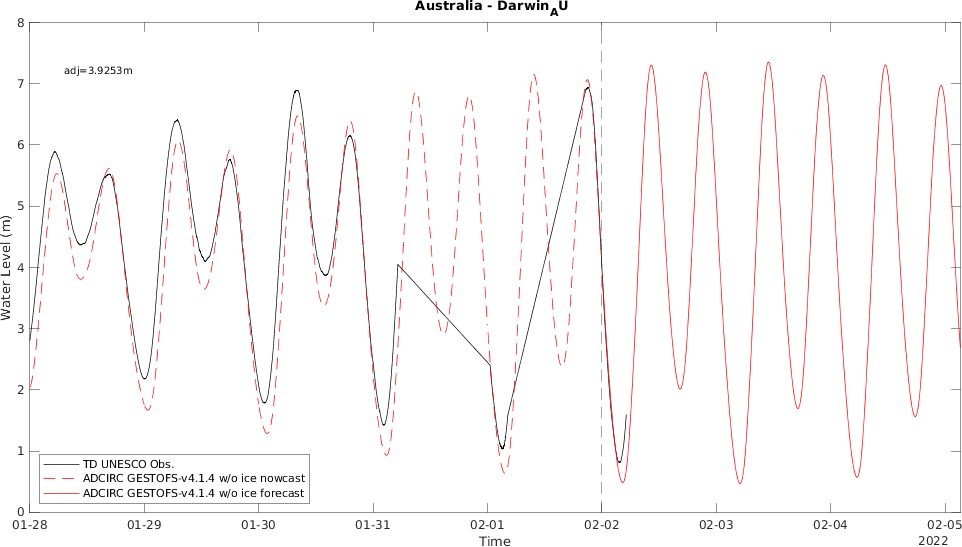 Australia - Darwin_AU
8
adj=3.9253m
7
6
5
4
3
2
1
0
Water Level (m)
TD UNESCO Obs.
ADCIRC GESTOFS-v4.1.4 w/o ice nowcast
ADCIRC GESTOFS-v4.1.4 w/o ice forecast
01-28 01-29 01-30 01-31 02-01 02-02 02-03 02-04 02-05
Time
2022